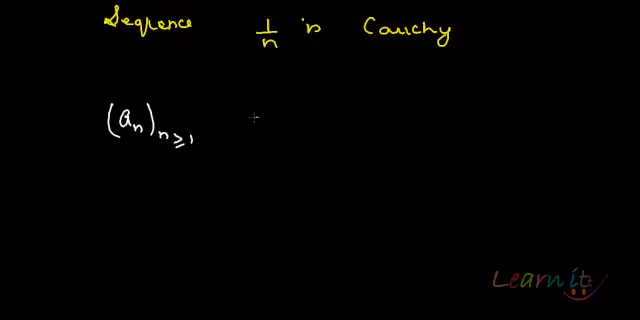 Sequence 1/n is Cauchy
(a_n)_{n≥1}
Learnit